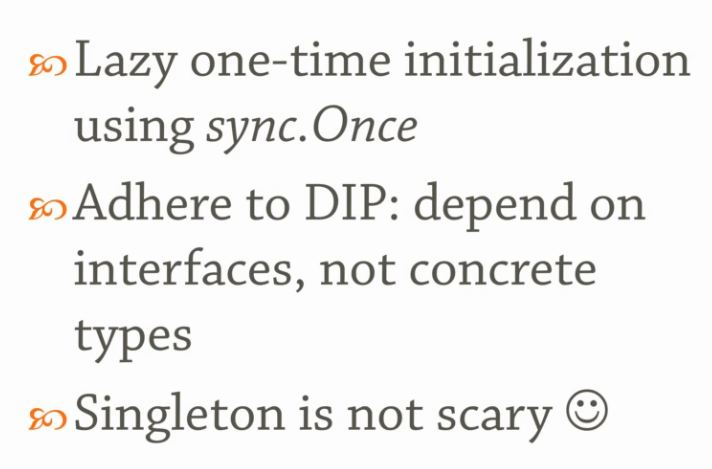 Lazy one-time initialization
using sync.Once
Adhere to DIP: depend on
interfaces, not concrete
types
Singleton is not scary ☺